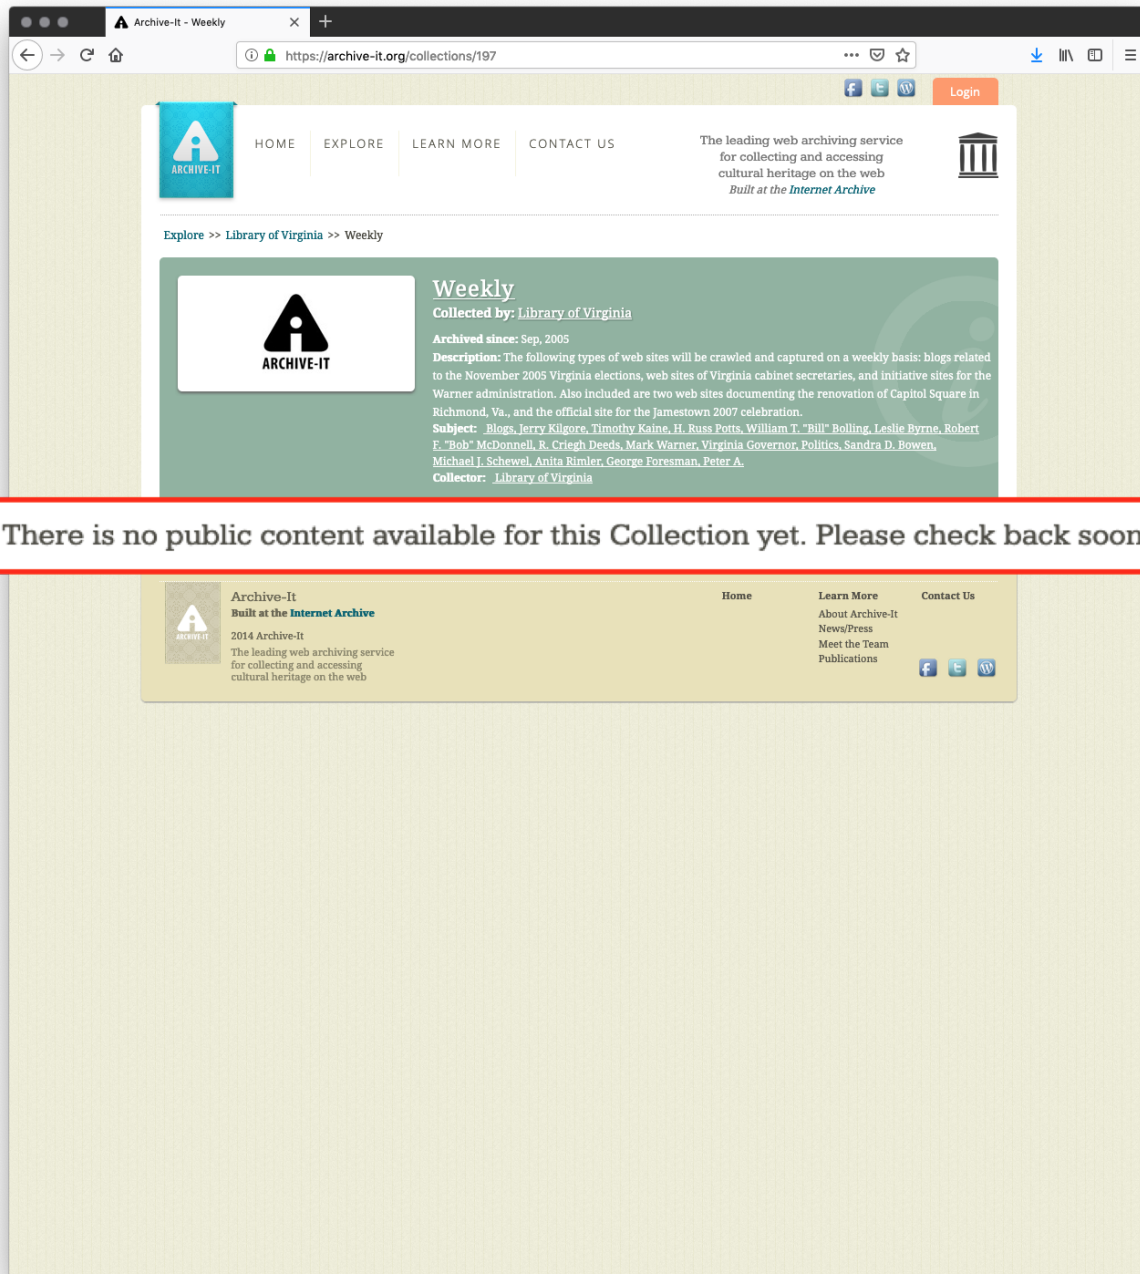 Archive-It - Weekly
https://archive-it.org/collections/197
Login
ARCHIVE-IT
HOME
EXPLORE
LEARN MORE
CONTACT US
The leading web archiving service
for collecting and accessing
cultural heritage on the web
Built at the Internet Archive
Explore >> Library of Virginia >> Weekly
ARCHIVE-IT
Weekly
Collected by: Library of Virginia
Archived since: Sep, 2005
Description: The following types of web sites will be crawled and captured on a weekly basis: blogs related
to the November 2005 Virginia elections, web sites of Virginia cabinet secretaries, and initiative sites for the
Warner administration. Also included are two web sites documenting the renovation of Capitol Square in
Richmond, Va., and the official site for the Jamestown 2007 celebration.
Subject: Blogs, Jerry Kilgore, Timothy Kaine, H. Russ Potts, William T. "Bill" Bolling, Leslie Byrne, Robert
F. "Bob" McDonnell, R. Criegh Deeds, Mark Warner, Virginia Governor, Politics, Sandra D. Bowen,
Michael J. Schewel, Anita Rimler, George Foresman, Peter A.
Collector: Library of Virginia
There is no public content available for this Collection yet. Please check back soon
ARCHIVE-IT
Archive-It
Built at the Internet Archive
2014 Archive-It
The leading web archiving service
for collecting and accessing
cultural heritage on the web
Home
Learn More
About Archive-It
News/Press
Meet the Team
Publications
Contact Us